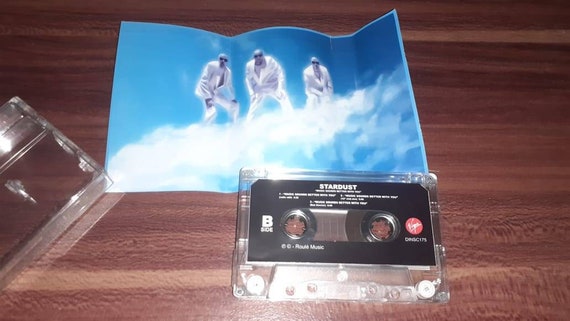 STARDUST
"MUSIC SOUNDS BETTER WITH YOU"
1 - "MUSIC SOUNDS BETTER WITH YOU"
2 - "MUSIC SOUNDS BETTER WITH YOU"
3 - "MUSIC SOUNDS BETTER WITH YOU"
B
SIDE
Virgin
DINSC175
℗ © - Roulé Music